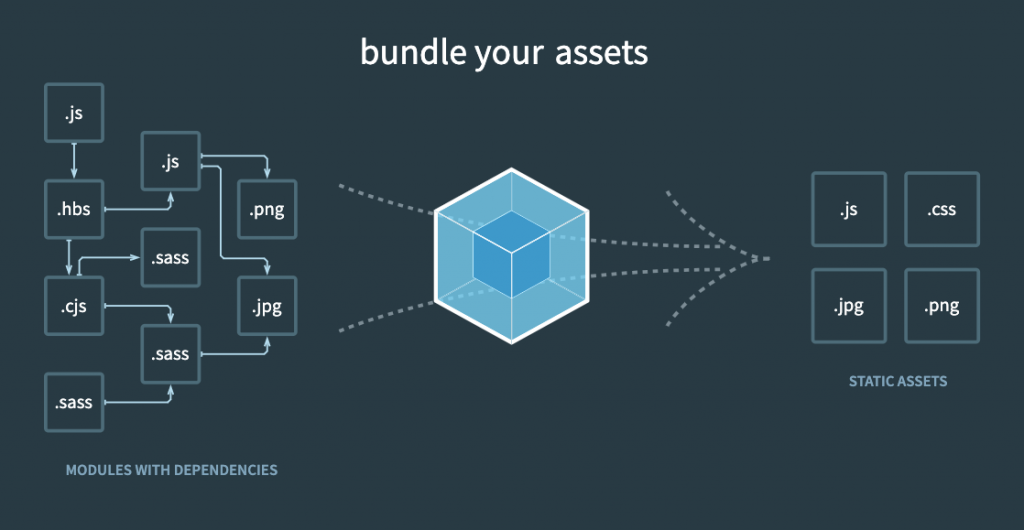 bundle your assets
.js
.js
.hbs
.png
.sass
.cjs
.jpg
.sass
.sass
MODULES WITH DEPENDENCIES
.js
.css
.jpg
.png
STATIC ASSETS